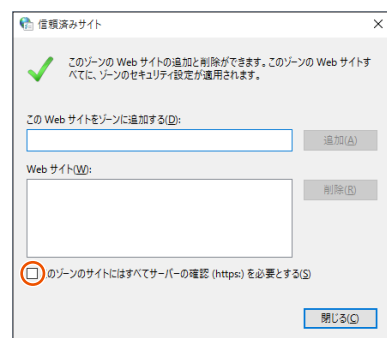 信頼済みサイト
このゾーンの Web サイトの追加と削除ができます。このゾーンの Web サイトす
べてに、ゾーンのセキュリティ設定が適用されます。
この Web サイトをゾーンに追加する(D):
追加(A)
Web サイト(W):
削除(R)
のゾーンのサイトにはすべてサーバーの確認 (https:) を必要とする(S)
閉じる(C)